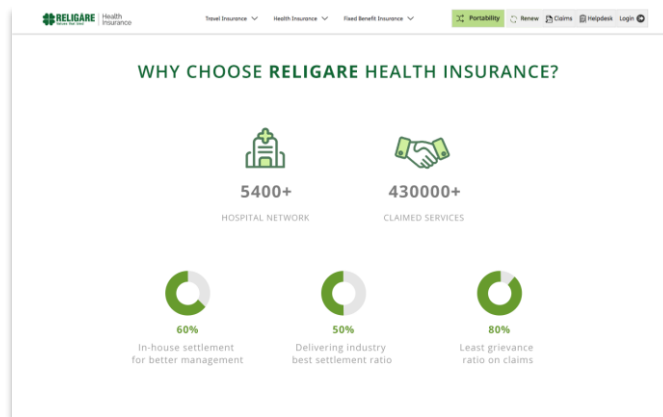 RELIGARE Health Insurance
Travel Insurance Health Insurance Fixed Benefit Insurance Portability Renew Claims Helpdesk Login
WHY CHOOSE RELIGARE HEALTH INSURANCE?
5400+ 430000+
HOSPITAL NETWORK CLAIMED SERVICES
60% 50% 80%
In-house settlement Delivering industry Least grievance
for better management best settlement ratio ratio on claims